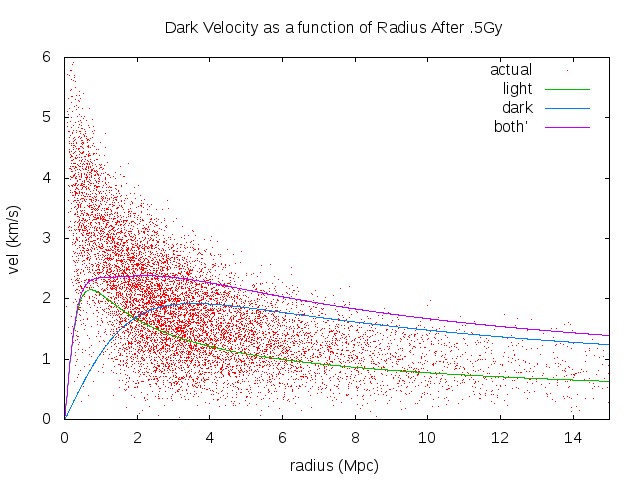 Dark Velocity as a function of Radius After .5Gy
actual
light
dark
both'
6
5
4
3
2
1
0
vel (km/s)
0 2 4 6 8 10 12 14
radius (Mpc)